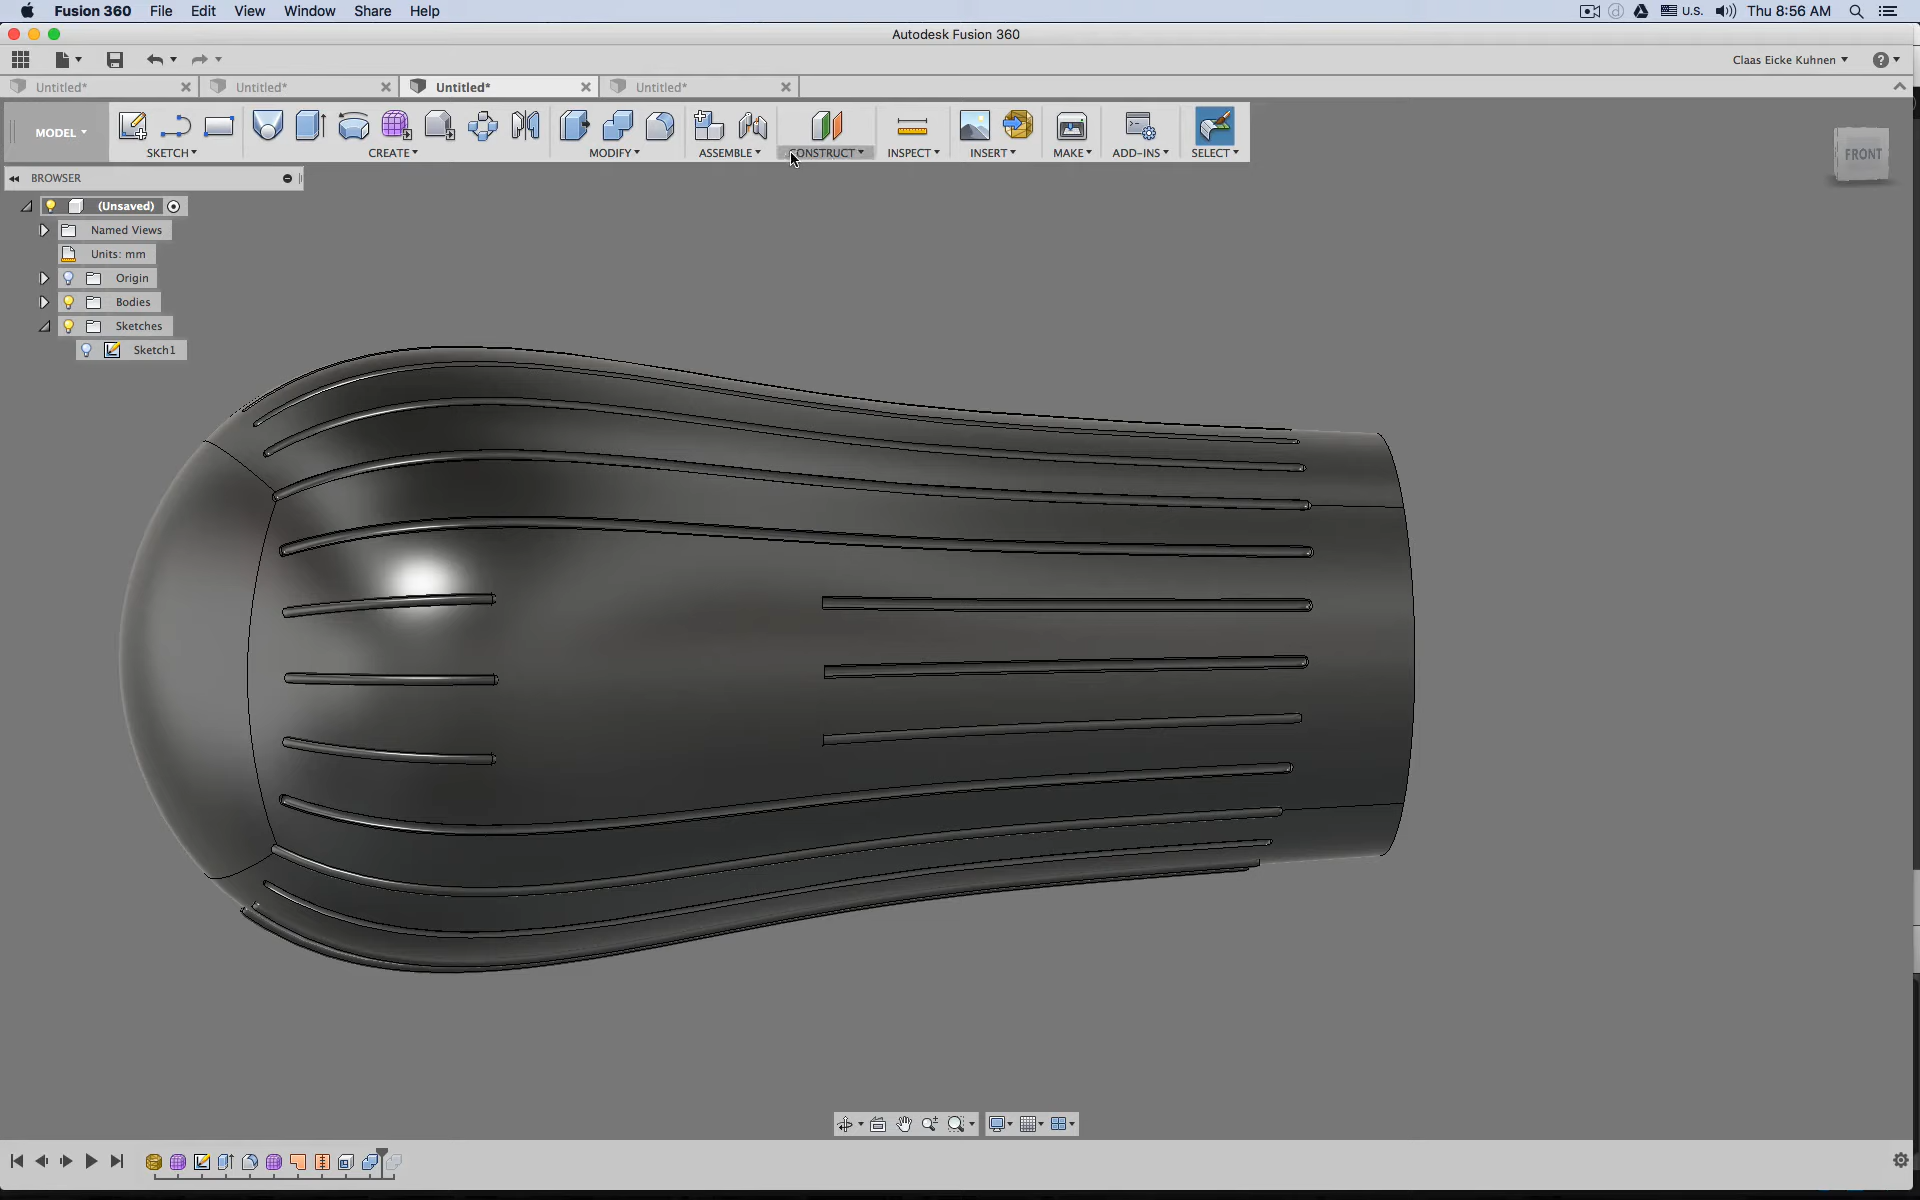 Fusion 360 File Edit View Window Share Help U.S. Thu 8:56 AM
Autodesk Fusion 360
Claas Eicke Kuhnen ?
Untitled* Untitled* Untitled* Untitled*
MODEL SKETCH CREATE MODIFY ASSEMBLE CONSTRUCT INSPECT INSERT MAKE ADD-INS SELECT
FRONT
BROWSER
(Unsaved)
Named Views
Units: mm
Origin
Bodies
Sketches
Sketch1